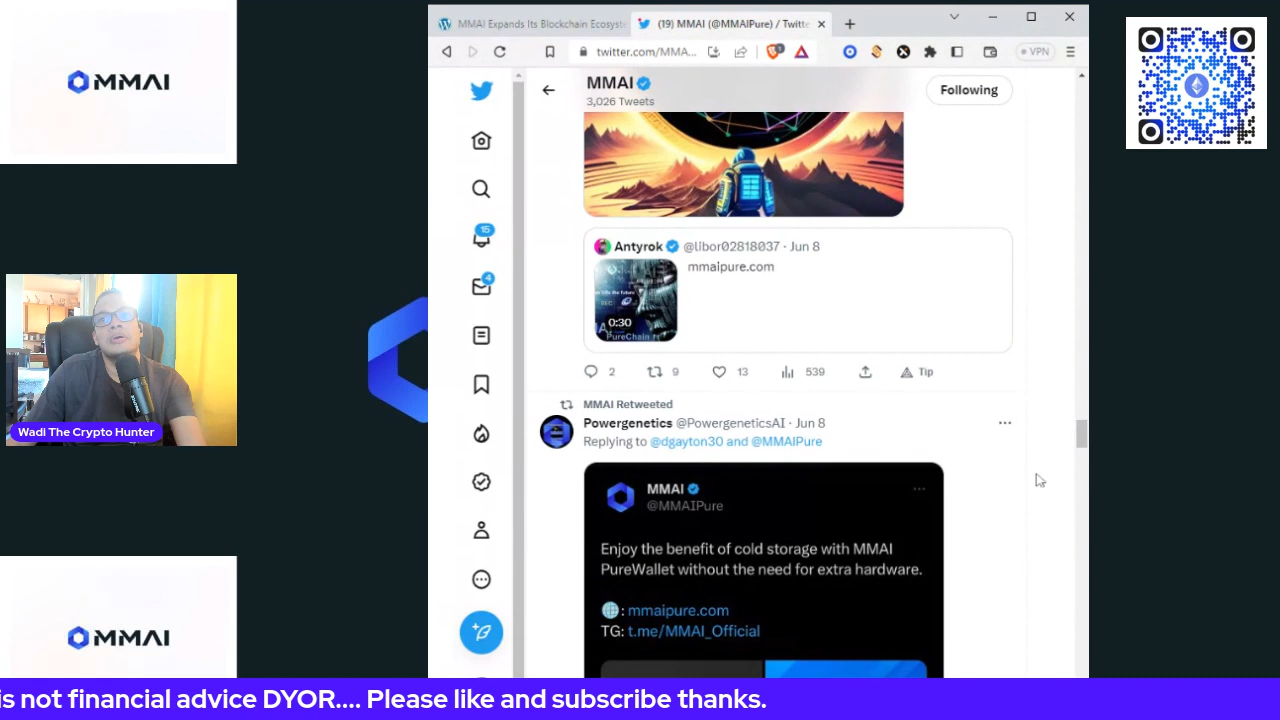 MMAI
MMAI Expands Its Blockchain Ecosyste
(19) MMAI (@MMAIPure) / Twitte
twitter.com/MMA...
1
VPN
MMAI
3,026 Tweets
Following
15
4
Antyrok @libor02818037 · Jun 8
mmaipure.com
0:30
PureChain
2
9
13
539
Tip
MMAI Retweeted
Powergenetics @PowergeneticsAI · Jun 8
Replying to @dgayton30 and @MMAIPure
MMAI
@MMAIPure
Enjoy the benefit of cold storage with MMAI
PureWallet without the need for extra hardware.
: mmaipure.com
TG: t.me/MMAI_Official
Wadi The Crypto Hunter
MMAI
is not financial advice DYOR.... Please like and subscribe thanks.